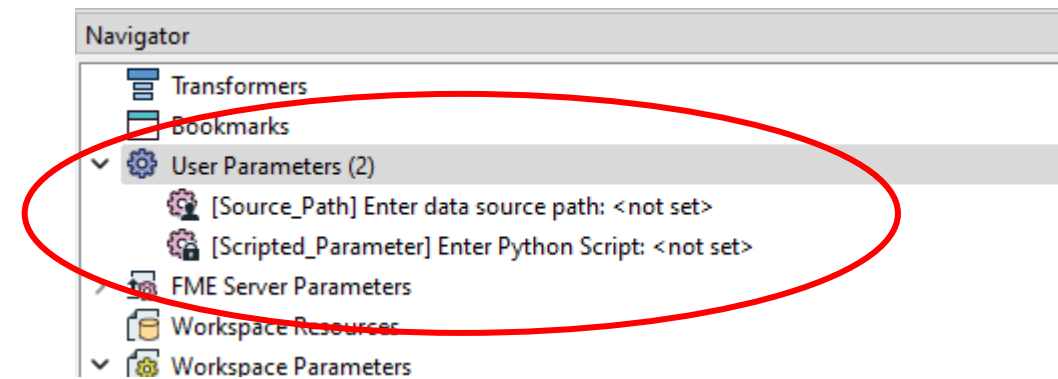 Navigator
Transformers
Bookmarks
User Parameters (2)
[Source_Path] Enter data source path: <not set>
[Scripted_Parameter] Enter Python Script: <not set>
FME Server Parameters
Workspace Resources
Workspace Parameters